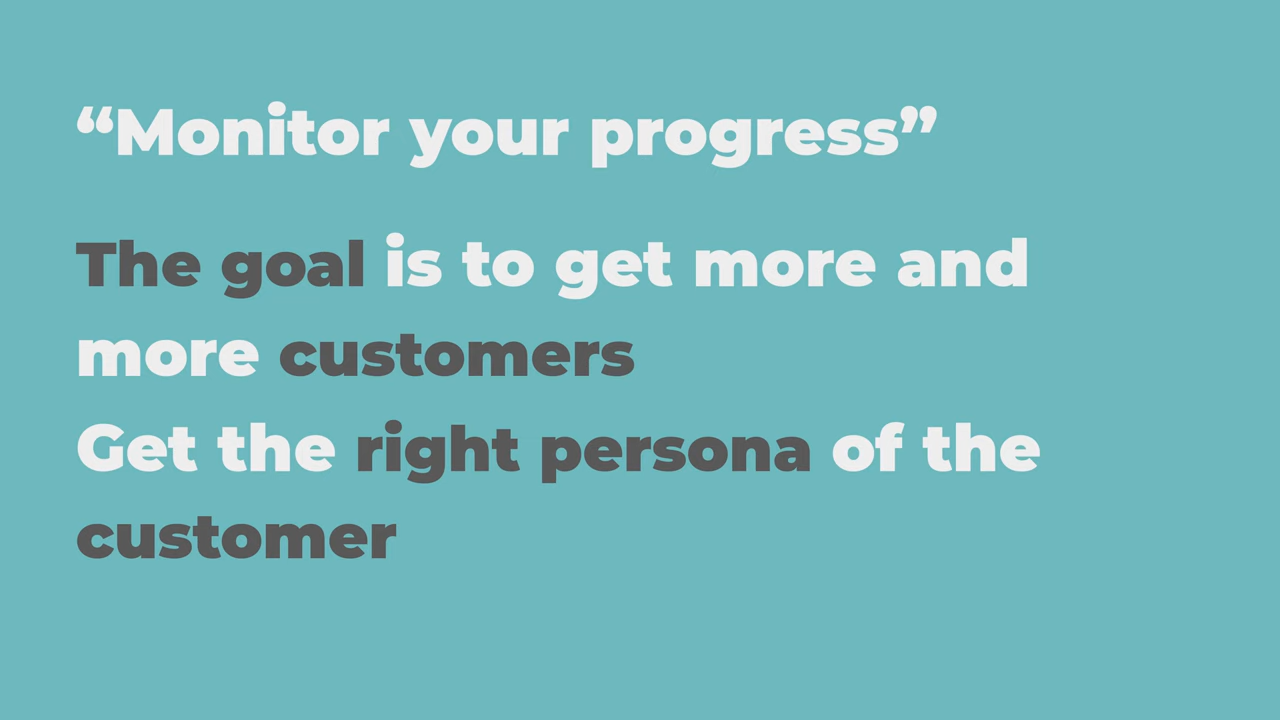 “Monitor your progress”
The goal is to get more and
more customers
Get the right persona of the
customer